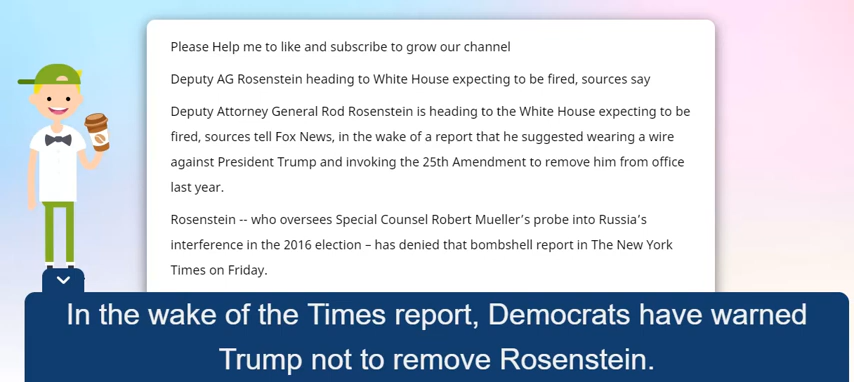 Please Help me to like and subscribe to grow our channel
Deputy AG Rosenstein heading to White House expecting to be fired, sources say
Deputy Attorney General Rod Rosenstein is heading to the White House expecting to be
fired, sources tell Fox News, in the wake of a report that he suggested wearing a wire
against President Trump and invoking the 25th Amendment to remove him from office
last year.
Rosenstein -- who oversees Special Counsel Robert Mueller’s probe into Russia’s
interference in the 2016 election – has denied that bombshell report in The New York
Times on Friday.
In the wake of the Times report, Democrats have warned
Trump not to remove Rosenstein.